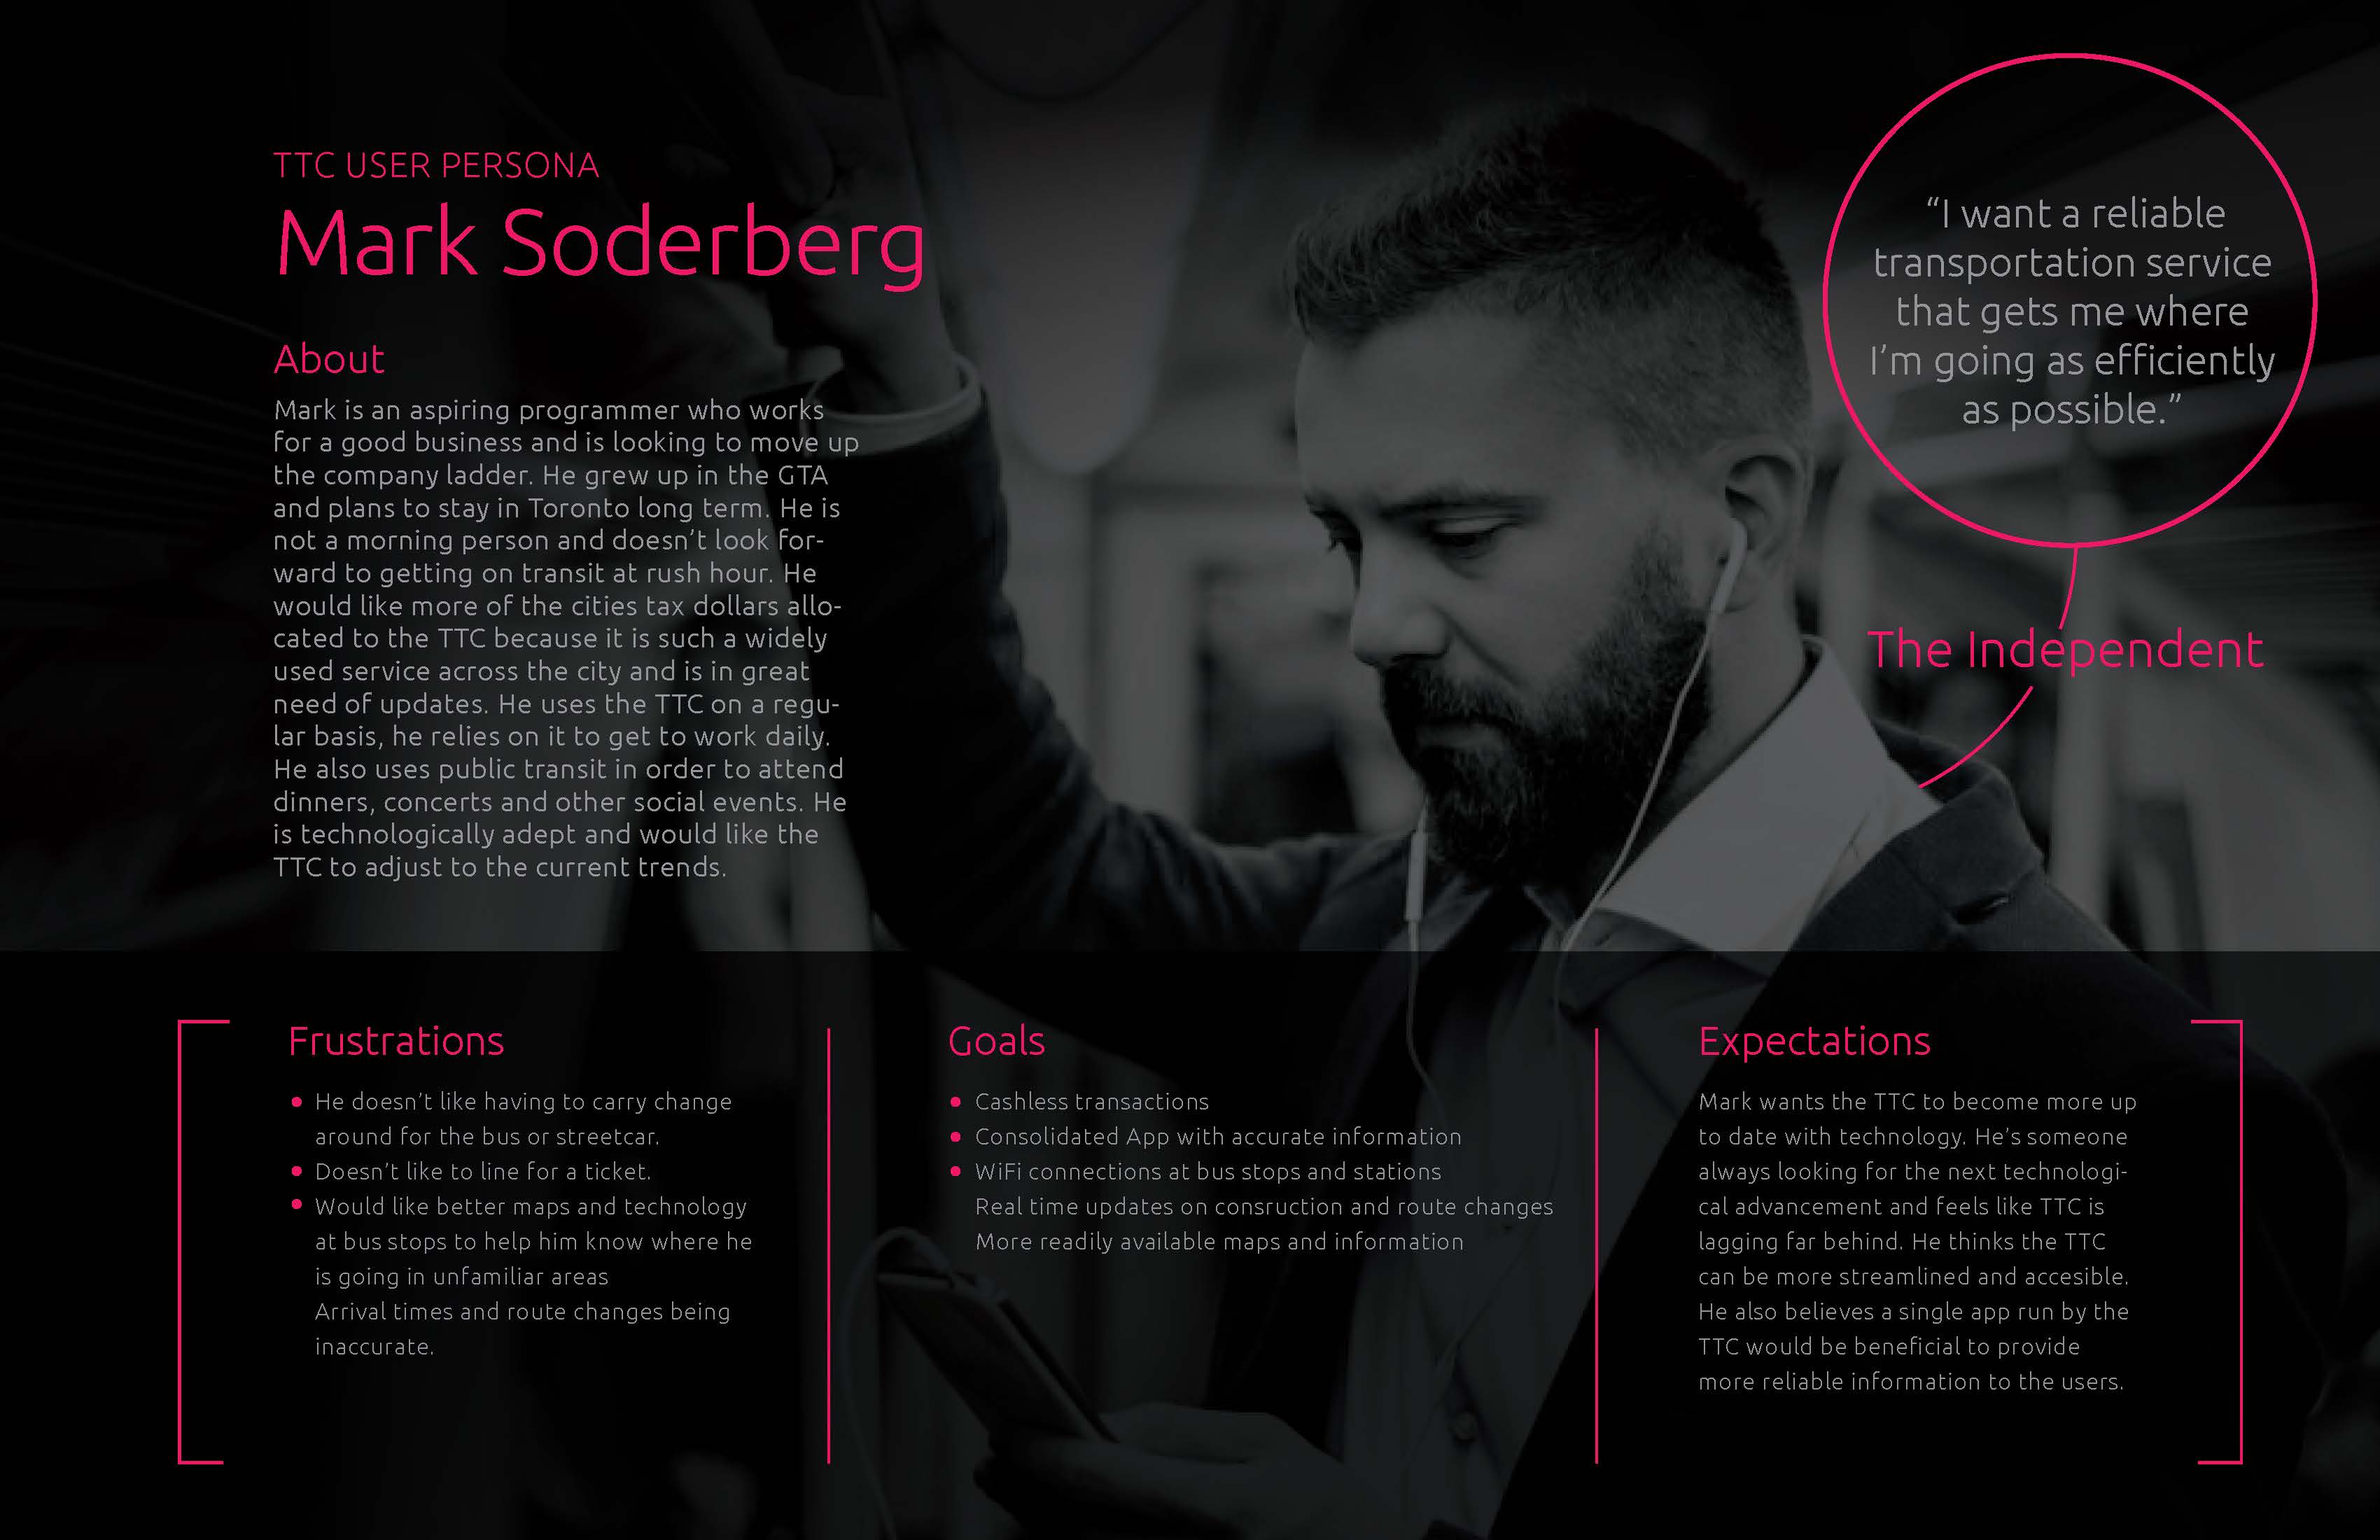 TTC USER PERSONA
Mark Soderberg
About
Mark is an aspiring programmer who works
for a good business and is looking to move up
the company ladder. He grew up in the GTA
and plans to stay in Toronto long term. He is
not a morning person and doesn’t look for-
ward to getting on transit at rush hour. He
would like more of the cities tax dollars allo-
cated to the TTC because it is such a widely
used service across the city and is in great
need of updates. He uses the TTC on a regu-
lar basis, he relies on it to get to work daily.
He also uses public transit in order to attend
dinners, concerts and other social events. He
is technologically adept and would like the
TTC to adjust to the current trends.
“I want a reliable
transportation service
that gets me where
I’m going as efficiently
as possible.”
The Independent
Frustrations
• He doesn’t like having to carry change
around for the bus or streetcar.
• Doesn’t like to line for a ticket.
• Would like better maps and technology
at bus stops to help him know where he
is going in unfamiliar areas
Arrival times and route changes being
inaccurate.
Goals
• Cashless transactions
• Consolidated App with accurate information
• WiFi connections at bus stops and stations
Real time updates on consruction and route changes
More readily available maps and information
Expectations
Mark wants the TTC to become more up
to date with technology. He’s someone
always looking for the next technologi-
cal advancement and feels like TTC is
lagging far behind. He thinks the TTC
can be more streamlined and accesible.
He also believes a single app run by the
TTC would be beneficial to provide
more reliable information to the users.